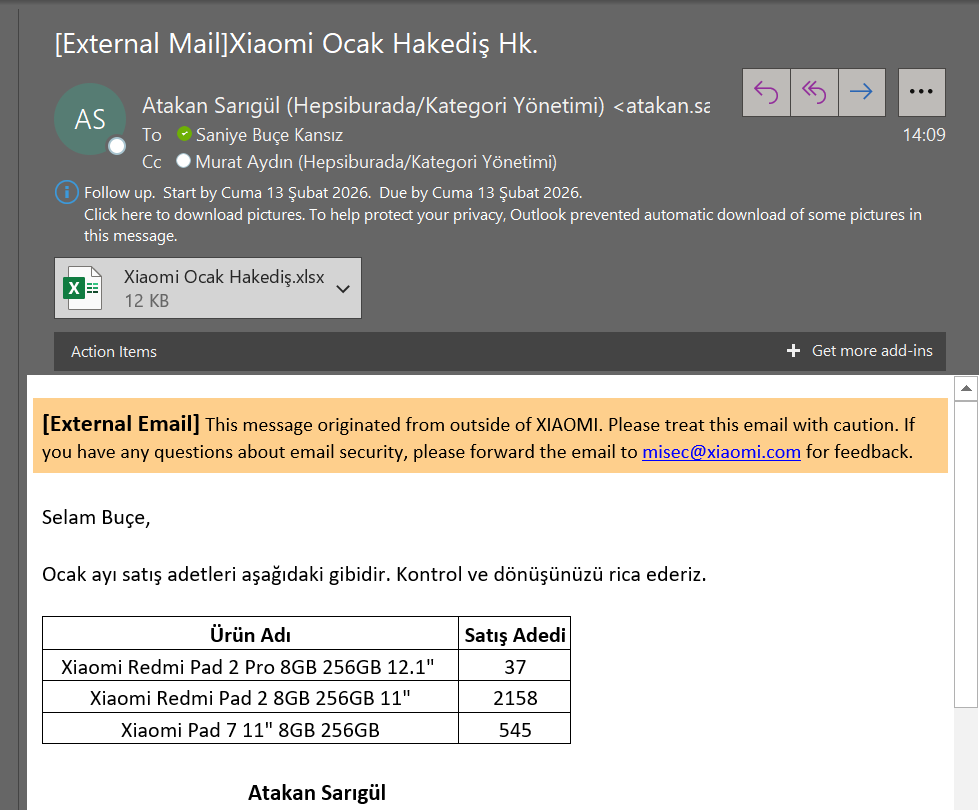 [External Mail]Xiaomi Ocak Hakediş Hk.
AS
Atakan Sarıgül (Hepsiburada/Kategori Yönetimi) <atakan.sa
To Saniye Buçe Kansız
14:09
Cc Murat Aydın (Hepsiburada/Kategori Yönetimi)
Follow up. Start by Cuma 13 Şubat 2026. Due by Cuma 13 Şubat 2026.
Click here to download pictures. To help protect your privacy, Outlook prevented automatic download of some pictures in
this message.
Xiaomi Ocak Hakediş.xlsx
12 KB
Action Items
+ Get more add-ins
[External Email] This message originated from outside of XIAOMI. Please treat this email with caution. If
you have any questions about email security, please forward the email to misec@xiaomi.com for feedback.
Selam Buçe,
Ocak ayı satış adetleri aşağıdaki gibidir. Kontrol ve dönüşünüzü rica ederiz.
Ürün Adı Satış Adedi
Xiaomi Redmi Pad 2 Pro 8GB 256GB 12.1" 37
Xiaomi Redmi Pad 2 8GB 256GB 11" 2158
Xiaomi Pad 7 11" 8GB 256GB 545
Atakan Sarıgül